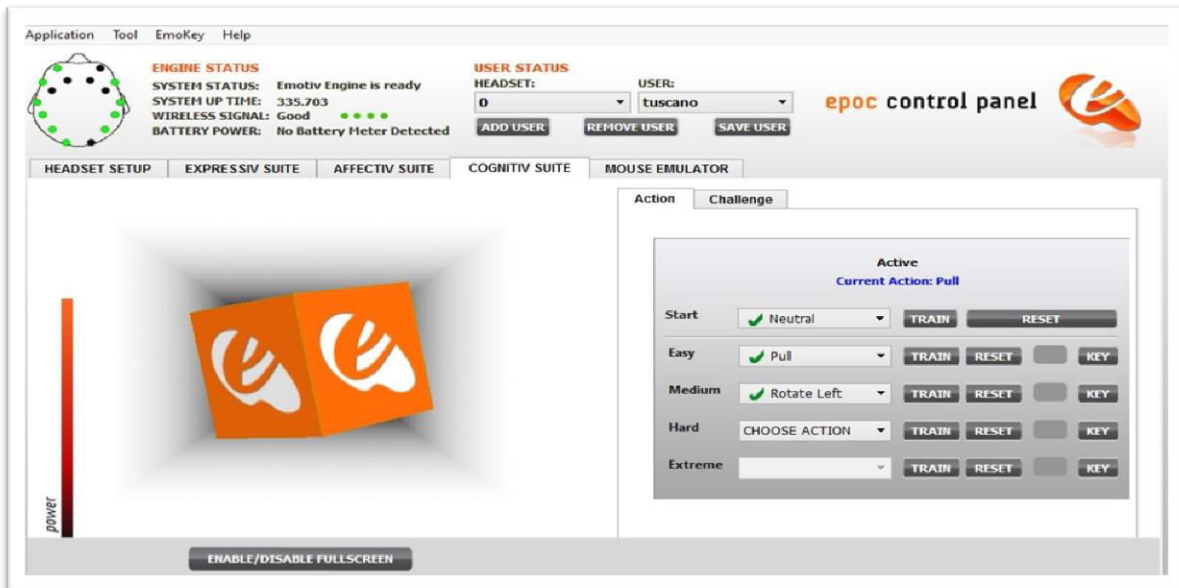 Application Tool EmoKey Help
ENGINE STATUS
SYSTEM STATUS: Emotiv Engine is ready
SYSTEM UP TIME: 335.703
WIRELESS SIGNAL: Good
BATTERY POWER: No Battery Meter Detected
USER STATUS
HEADSET: USER:
0 tuscano
ADD USER REMOVE USER SAVE USER
epoc control panel
HEADSET SETUP EXPRESSIV SUITE AFFECTIV SUITE COGNITIV SUITE MOUSE EMULATOR
Action Challenge
Active
Current Action: Pull
Start Neutral TRAIN RESET
Easy Pull TRAIN RESET KEY
Medium Rotate Left TRAIN RESET KEY
Hard CHOOSE ACTION TRAIN RESET KEY
Extreme TRAIN RESET KEY
power
ENABLE/DISABLE FULLSCREEN